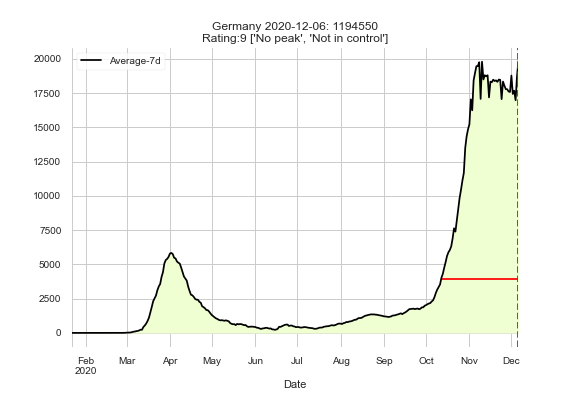 Germany 2020-12-06: 1194550
Rating:9 ['No peak', 'Not in control']
Average-7d
20000
17500
15000
12500
10000
7500
5000
2500
0
Feb Mar Apr May Jun Jul Aug Sep Oct Nov Dec
2020
Date